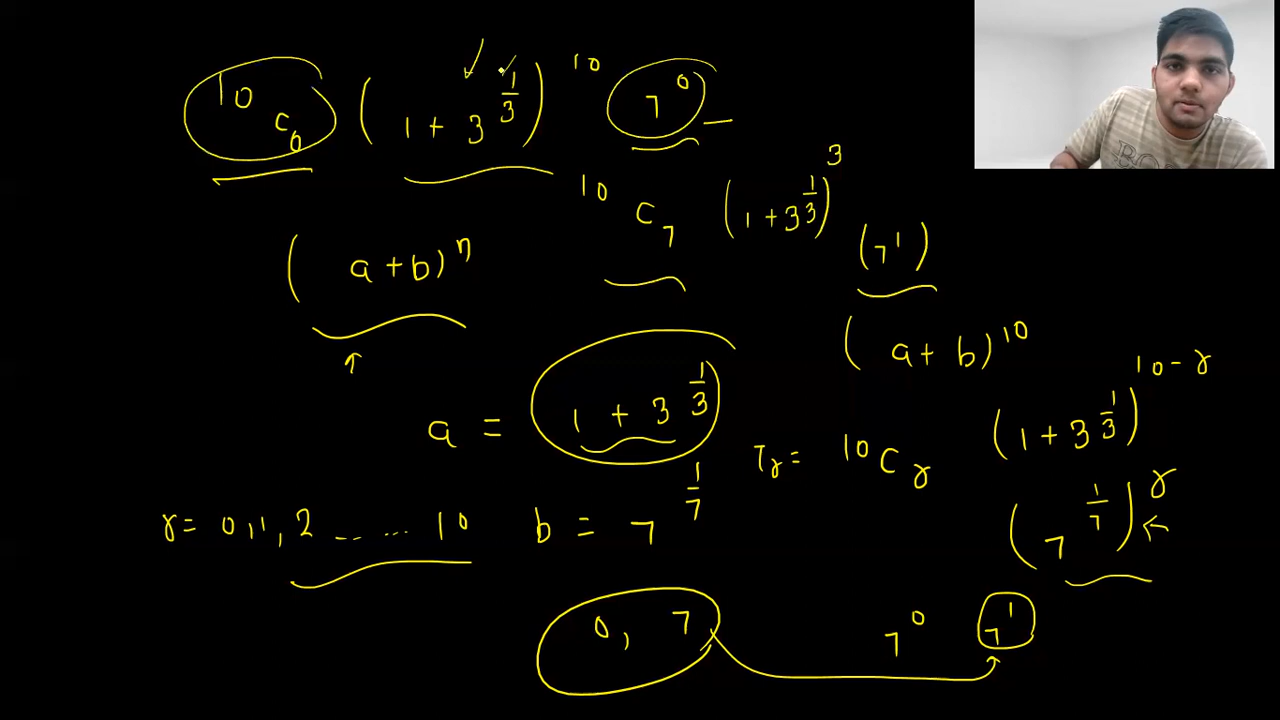 10C0 (1 + 3^(1/3))^10 7^0
10C7 (1 + 3^(1/3))^3 (7^1)
(a + b)^n
(a + b)^10
a = 1 + 3^(1/3)
Tr = 10Cr (1 + 3^(1/3))^(10-r)
(7^(1/7))^r
r = 0, 1, 2 ...... 10
b = 7^(1/7)
0, 7
7^0 7^1